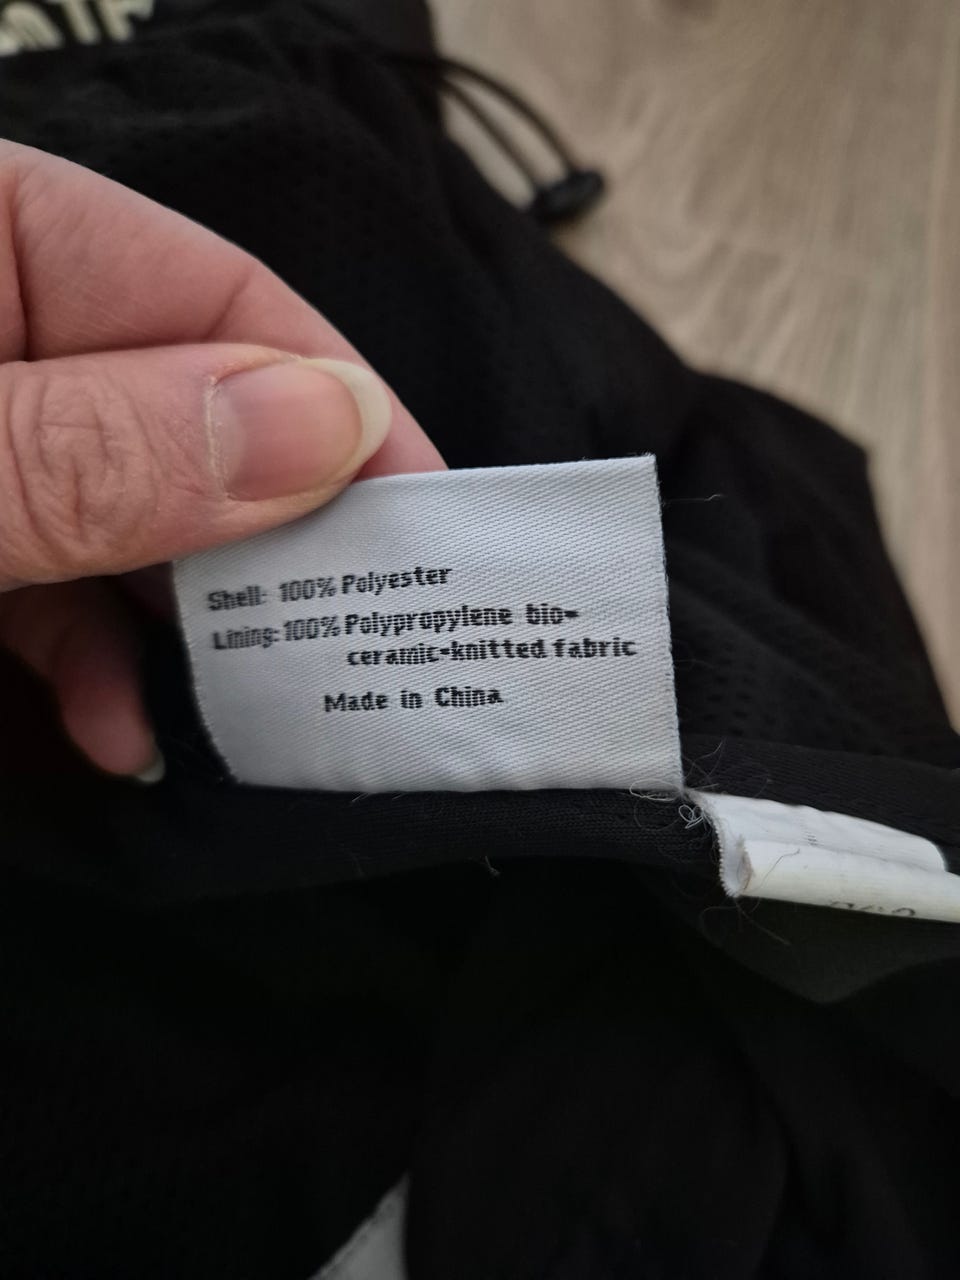 Shell: 100% Polyester
Lining: 100% Polypropylene bio-
ceramic-knitted fabric
Made in China